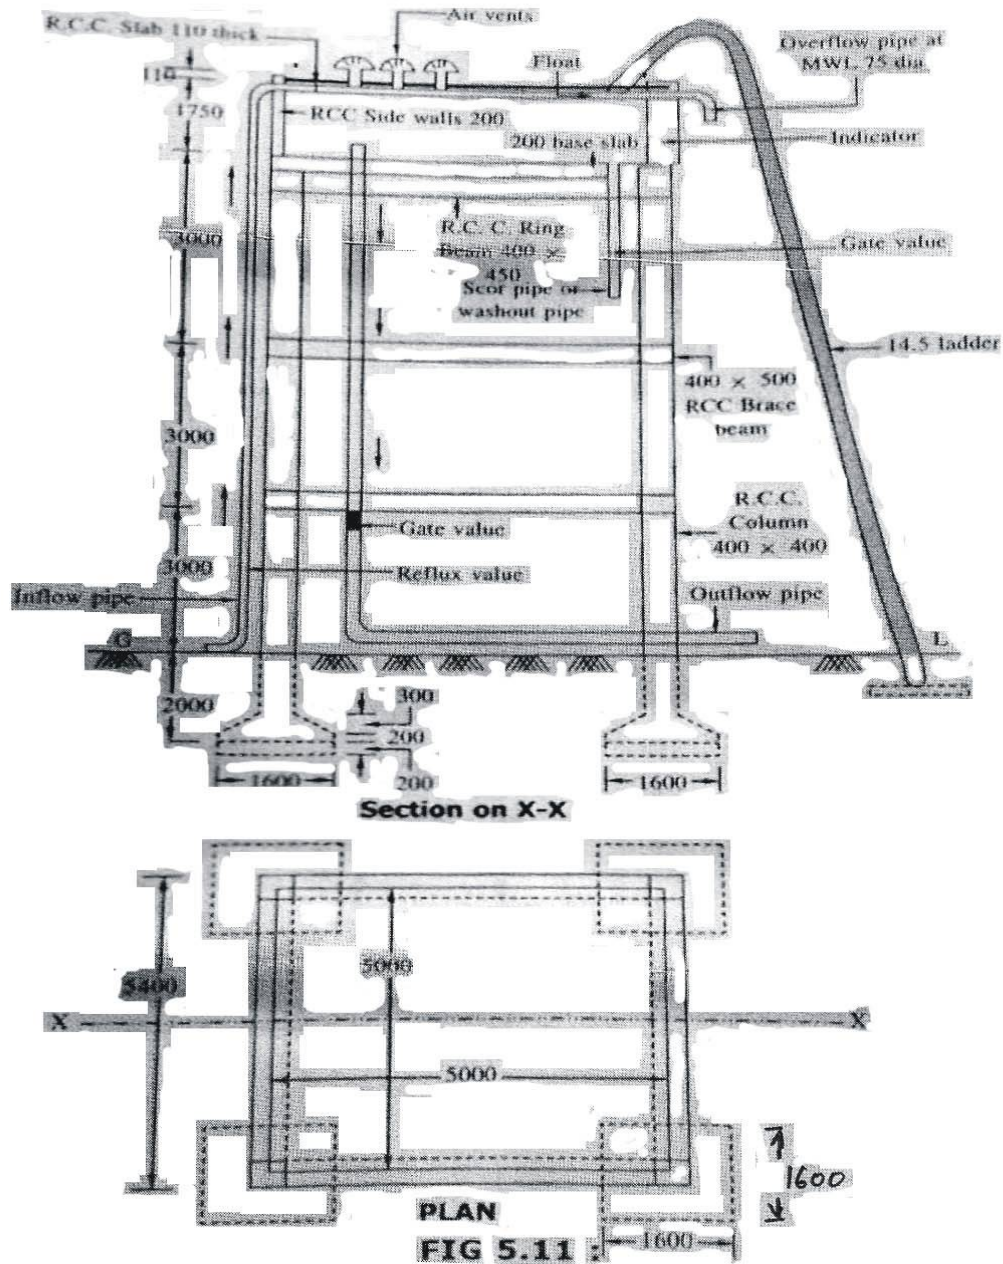 Air vents
R.C.C. Slab 110 thick
Overflow pipe at
MWL 75 dia.
Float
110
1750
RCC Side walls 200
200 base slab
Indicator
3000
R.C. C. Ring
Beam 400 ×
450
Gate value
Scor pipe or
washout pipe
14.5 ladder
400 × 500
RCC Brace
beam
3000
R.C.C.
Column
400 × 400
Gate value
3000
Reflux value
Inflow pipe
Outflow pipe
G
L
2000
300
200
200
1600
1600
Section on X-X
5400
5000
X
X
5000
1600
PLAN
FIG 5.11 :
1600